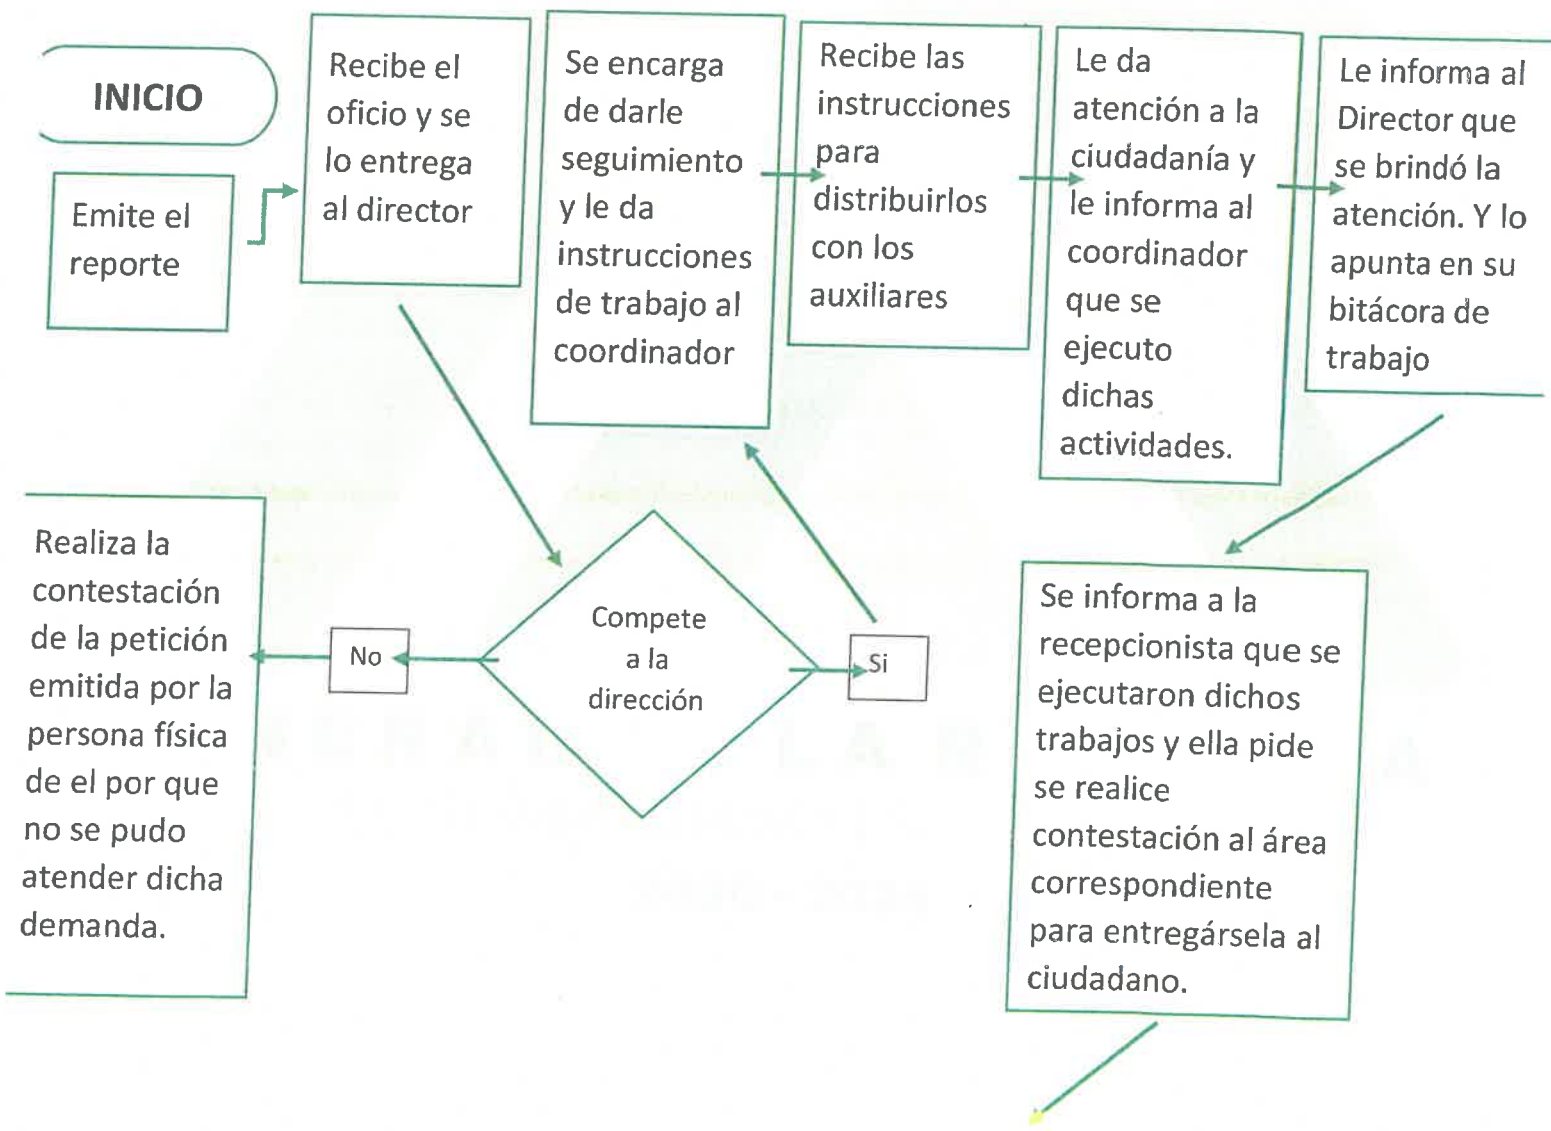 INICIO
Emite el
reporte
Recibe el
oficio y se
lo entrega
al director
Se encarga
de darle
seguimiento
y le da
instrucciones
de trabajo al
coordinador
Recibe las
instrucciones
para
distribuirlos
con los
auxiliares
Le da
atención a la
ciudadanía y
le informa al
coordinador
que se
ejecuto
dichas
actividades.
Le informa al
Director que
se brindó la
atención. Y lo
apunta en su
bitácora de
trabajo
Realiza la
contestación
de la petición
emitida por la
persona física
de el por que
no se pudo
atender dicha
demanda.
No
Compete
a la
dirección
Si
Se informa a la
recepcionista que se
ejecutaron dichos
trabajos y ella pide
se realice
contestación al área
correspondiente
para entregársela al
ciudadano.